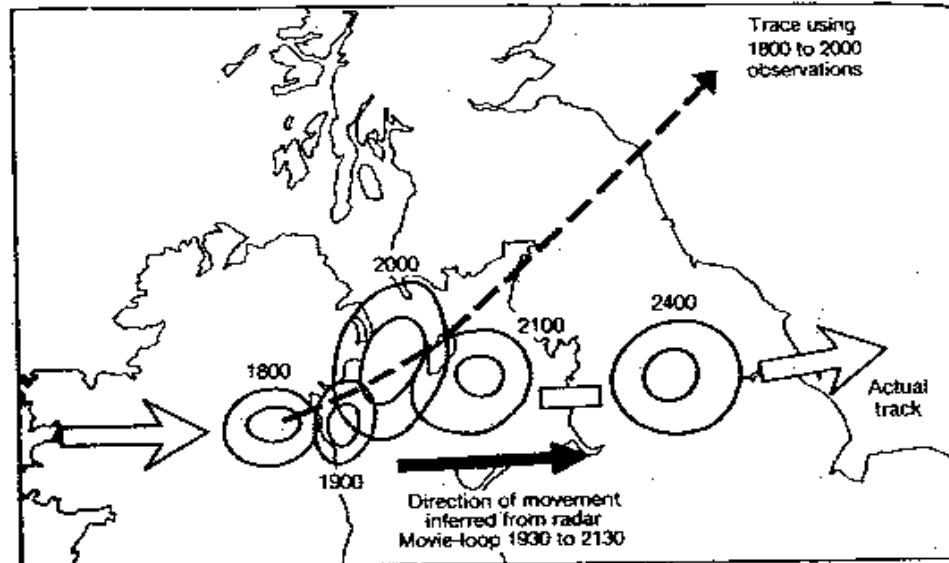 Trace using
1800 to 2000
observations
2000
2400
2100
1800
Actual
track
1900
Direction of movement
inferred from radar
Movie-loop 1930 to 2130